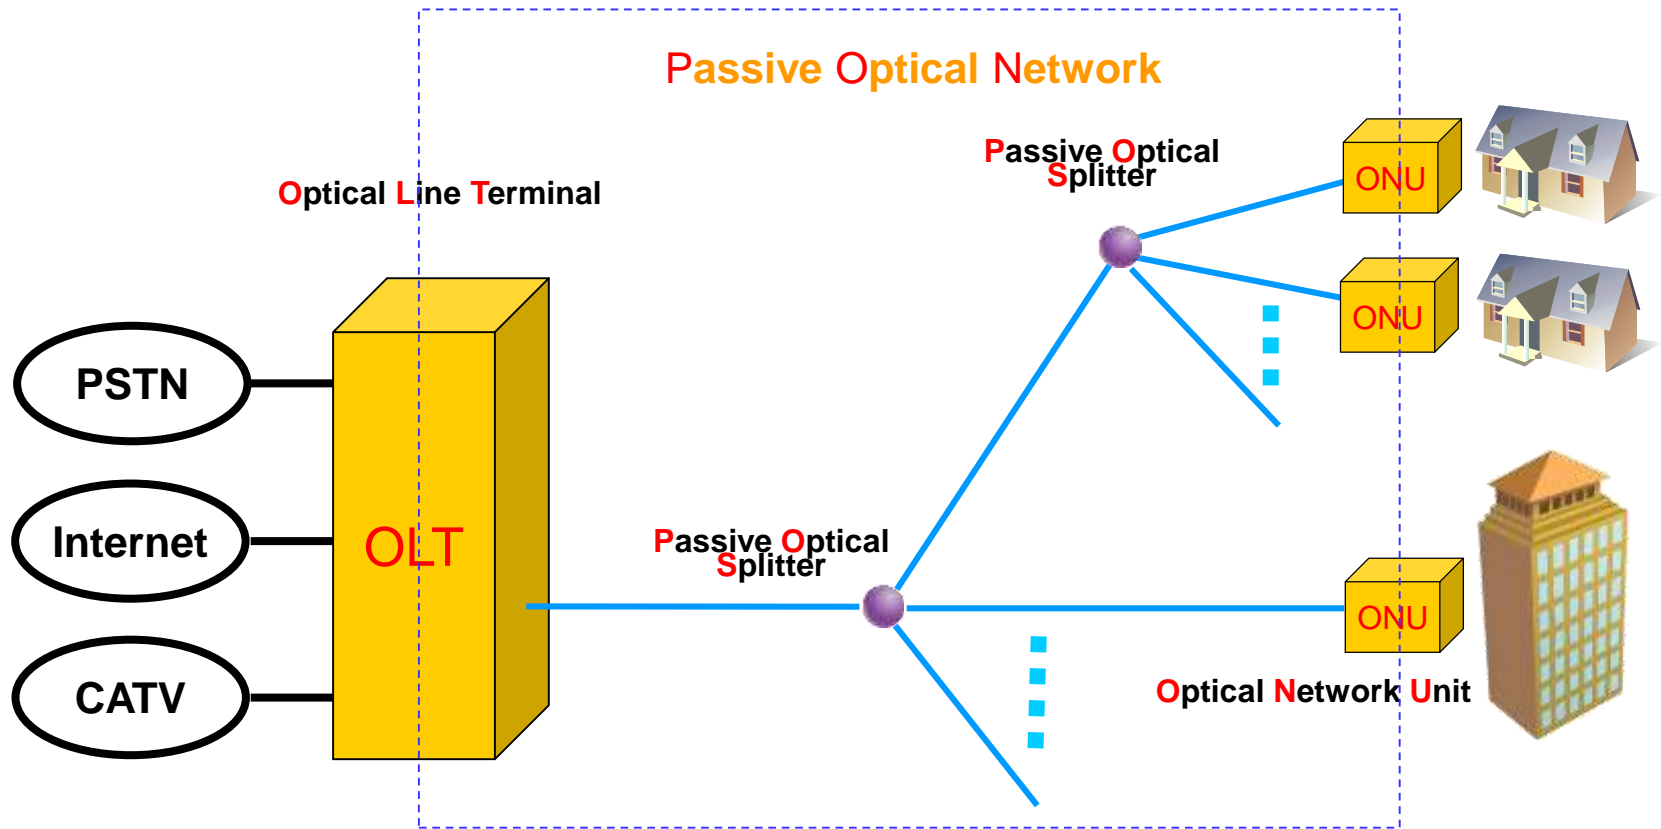 Passive Optical Network
Passive Optical
Splitter
ONU
Optical Line Terminal
ONU
PSTN
Internet
OLT
Passive Optical
Splitter
ONU
CATV
Optical Network Unit